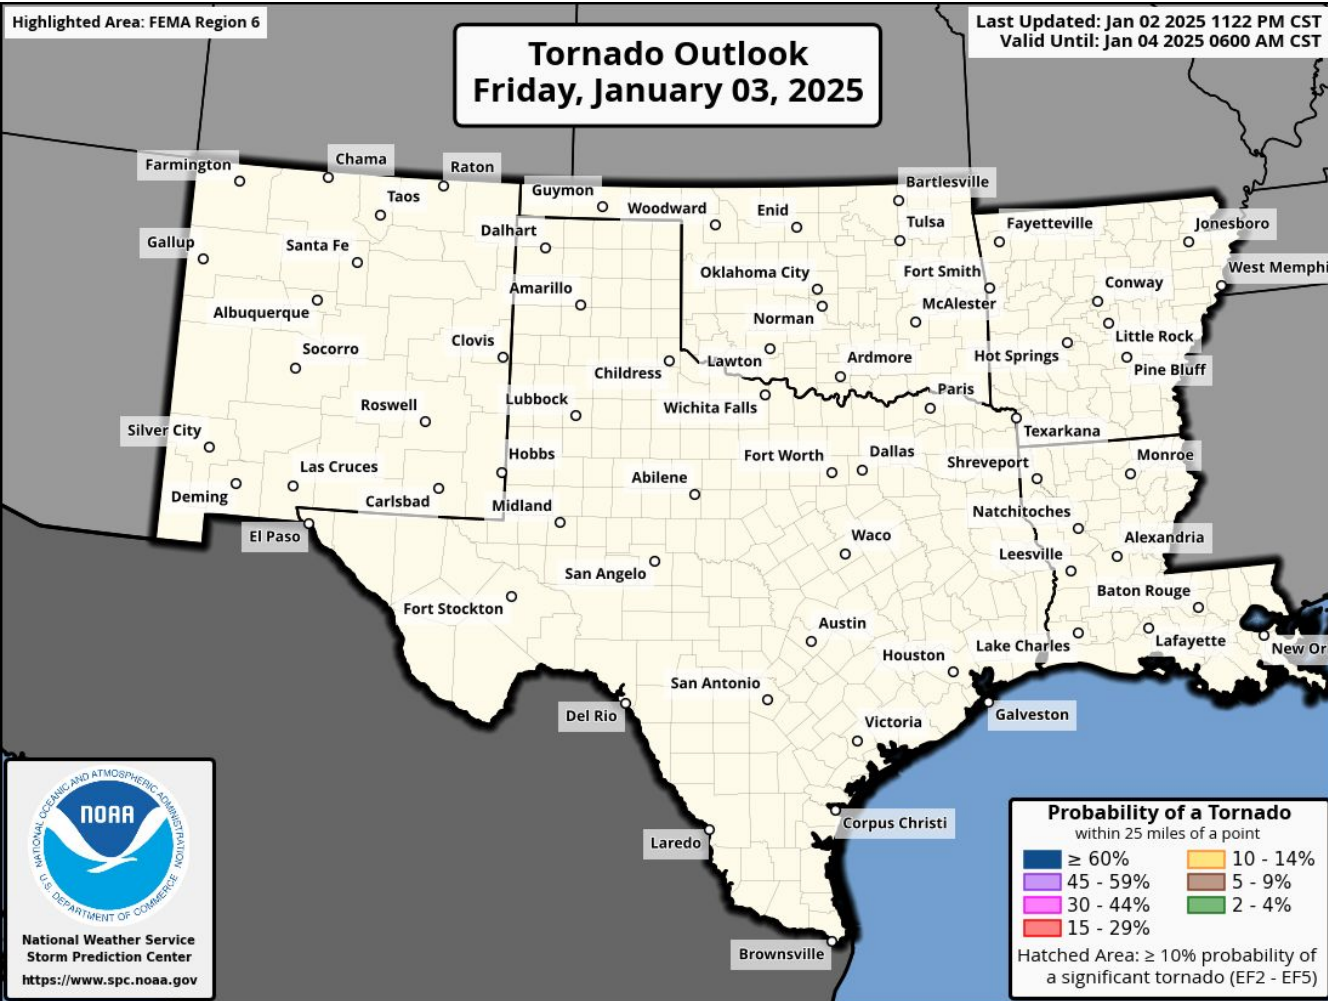 Highlighted Area: FEMA Region 6
Last Updated: Jan 02 2025 1122 PM CST
Valid Until: Jan 04 2025 0600 AM CST
Tornado Outlook
Friday, January 03, 2025
Farmington
Chama
Raton
Taos
Guymon
Woodward
Enid
Bartlesville
Tulsa
Fayetteville
Jonesboro
Gallup
Santa Fe
Dalhart
Oklahoma City
Fort Smith
West Memphi
Amarillo
Conway
Albuquerque
Norman
McAlester
Socorro
Clovis
Little Rock
Childress
Lawton
Ardmore
Hot Springs
Pine Bluff
Roswell
Lubbock
Wichita Falls
Paris
Silver City
Texarkana
Las Cruces
Hobbs
Abilene
Fort Worth
Dallas
Shreveport
Monroe
Deming
Carlsbad
Midland
Natchitoches
El Paso
Waco
Leesville
Alexandria
San Angelo
Baton Rouge
Fort Stockton
Austin
Lake Charles
Lafayette
New Or
Houston
San Antonio
Del Rio
Victoria
Galveston
Laredo
Corpus Christi
Brownsville
NATIONAL OCEANIC AND ATMOSPHERIC ADMINISTRATION
NOAA
U.S. DEPARTMENT OF COMMERCE
National Weather Service
Storm Prediction Center
https://www.spc.noaa.gov
Probability of a Tornado
within 25 miles of a point
≥ 60%
45 - 59%
30 - 44%
15 - 29%
10 - 14%
5 - 9%
2 - 4%
Hatched Area: ≥ 10% probability of
a significant tornado (EF2 - EF5)